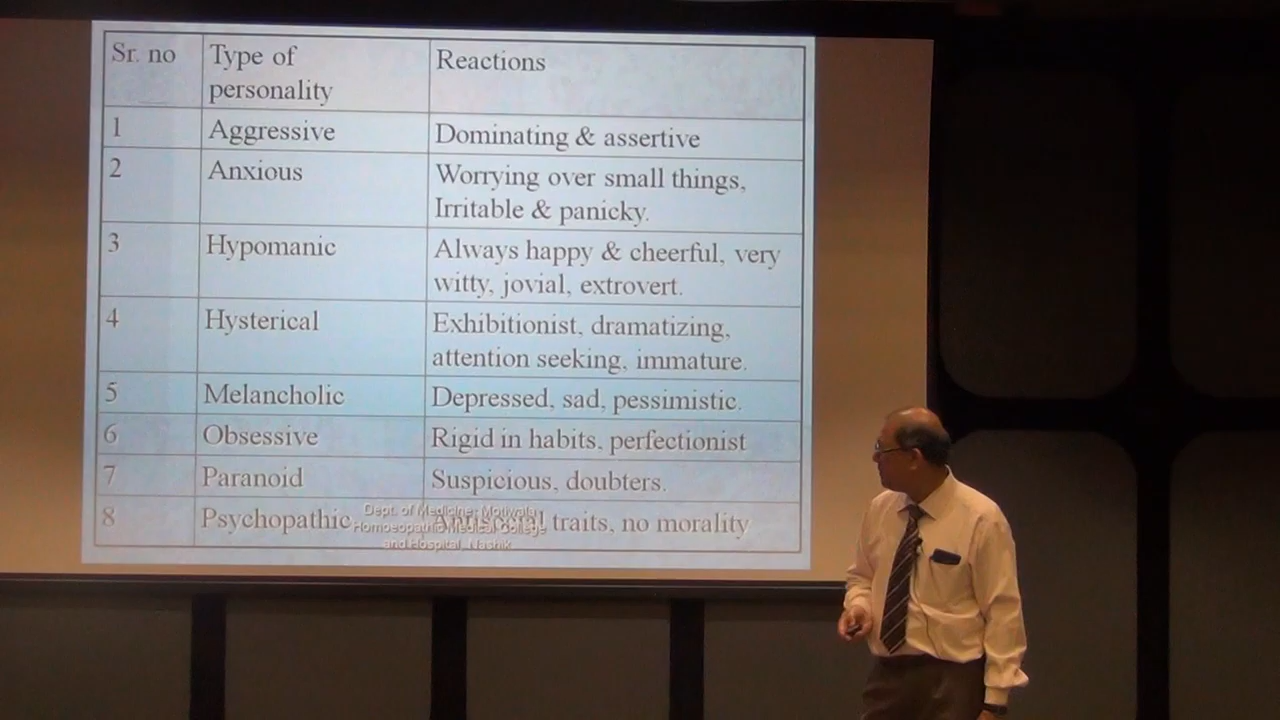 Sr. no Type of Reactions
personality
1 Aggressive Dominating & assertive
2 Anxious Worrying over small things,
Irritable & panicky.
3 Hypomanic Always happy & cheerful, very
witty, jovial, extrovert.
4 Hysterical Exhibitionist, dramatizing,
attention seeking, immature.
5 Melancholic Depressed, sad, pessimistic.
6 Obsessive Rigid in habits, perfectionist
7 Paranoid Suspicious, doubters.
8 Psychopathic Antisocial traits, no morality
Dept. of Medicine, Motiwala
Homoeopathic Medical College
and Hospital, Nashik